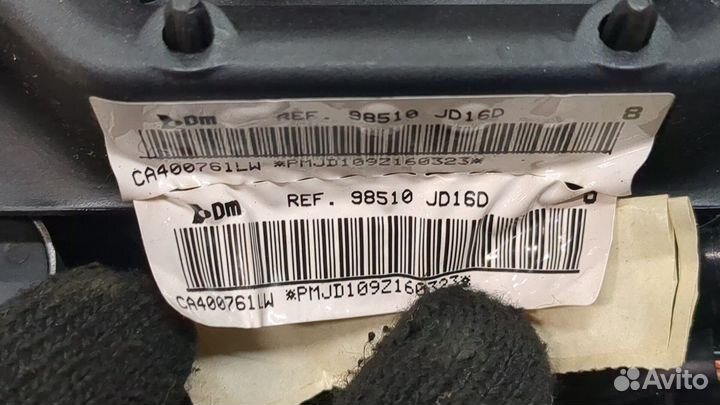 Dm REF. 98510 JD16D 8
CA400761LW *PMJD109Z160323*
Dm REF. 98510 JD16D
CA400761LW *PMJD109Z160323*
Avito